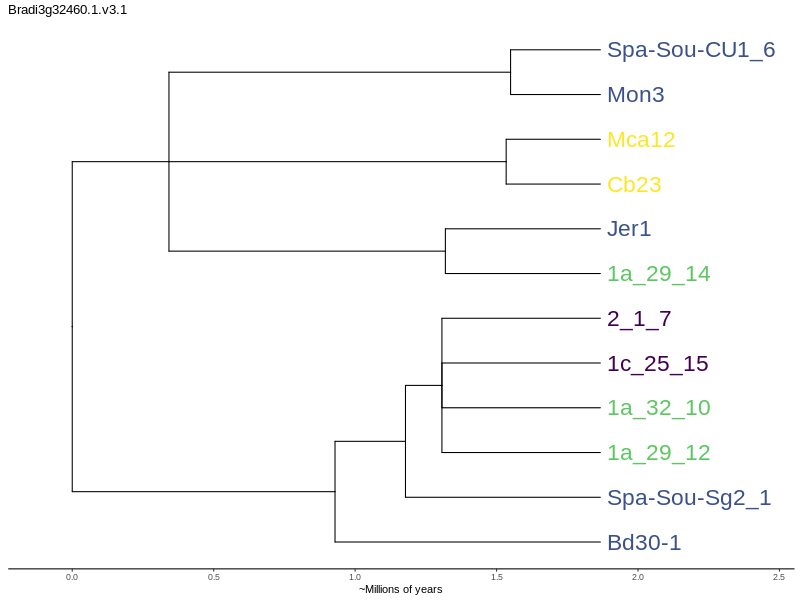 Bradi3g32460.1.v3.1
Spa-Sou-CU1_6
Mon3
Mca12
Cb23
Jer1
1a_29_14
2_1_7
1c_25_15
1a_32_10
1a_29_12
Spa-Sou-Sg2_1
Bd30-1
0.0 0.5 1.0 1.5 2.0 2.5
~Millions of years